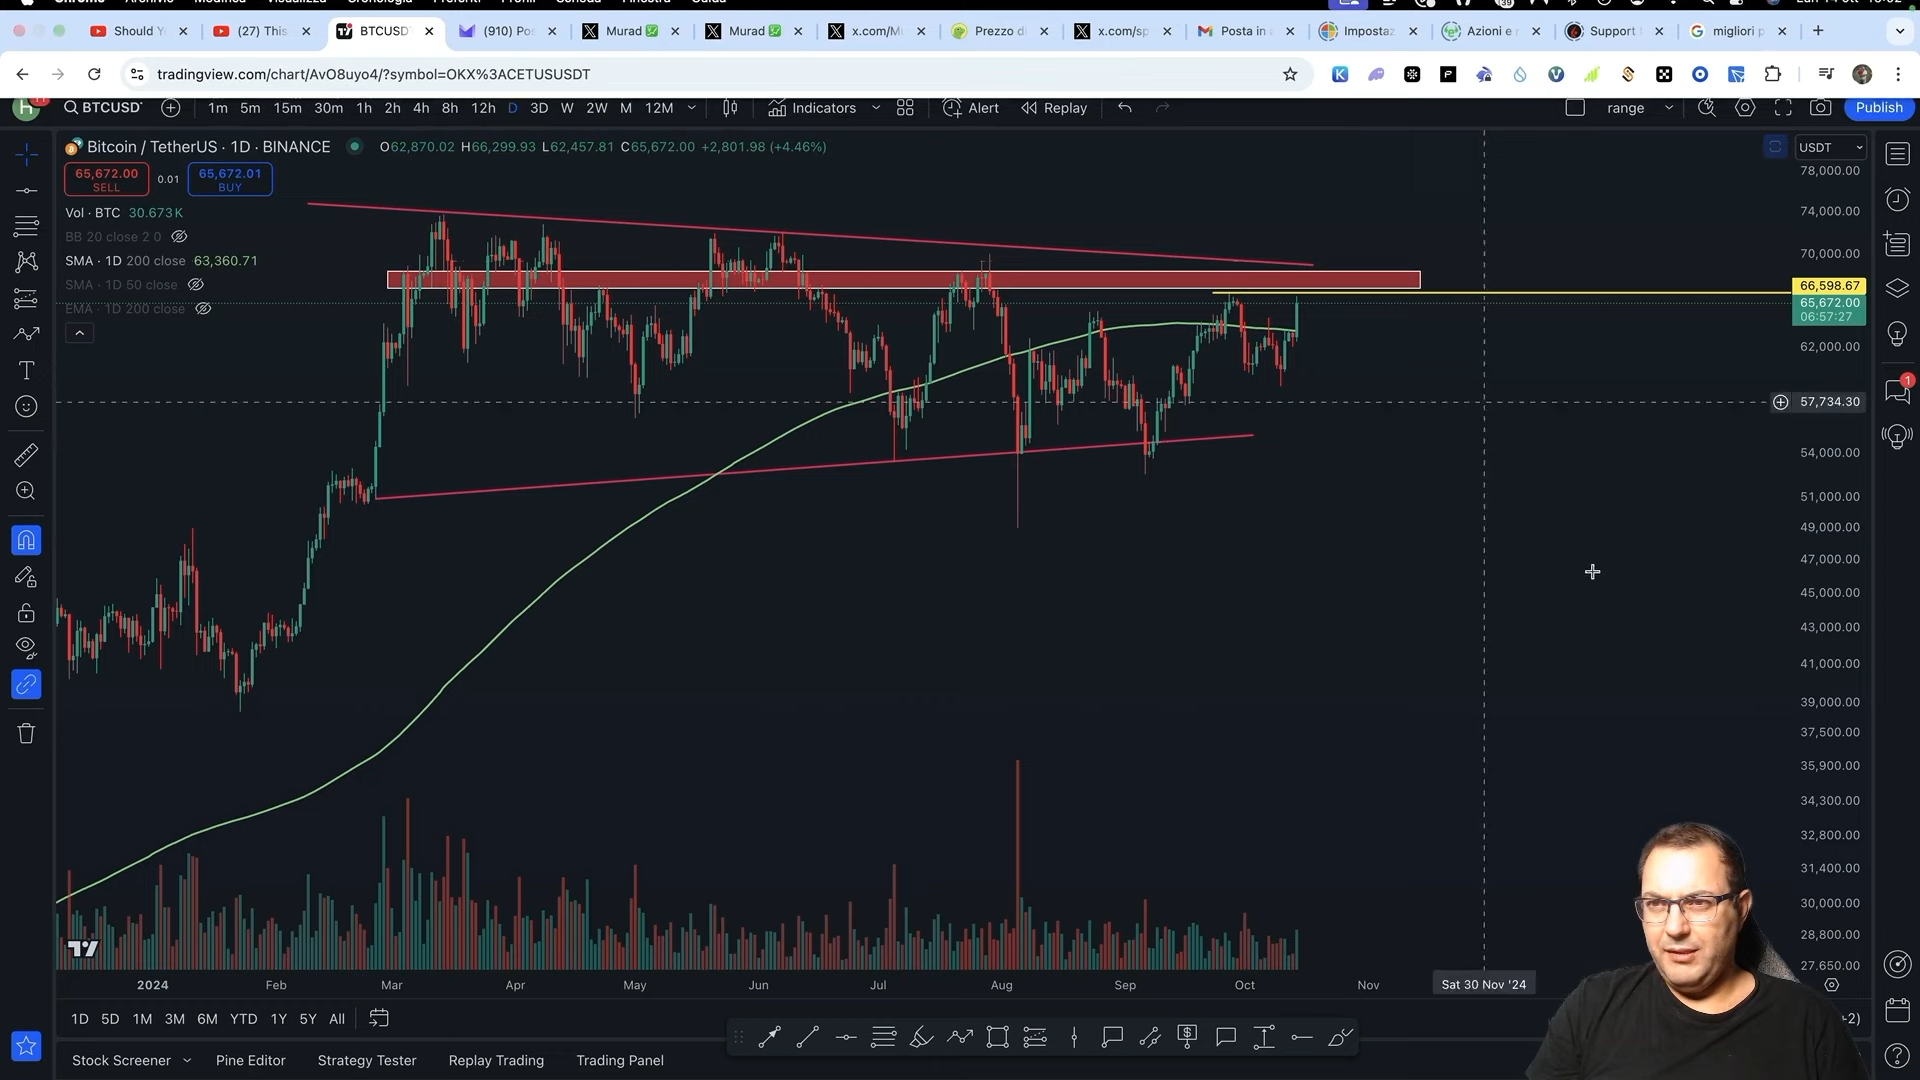 Should Y
(27) This
BTCUSD
(910) Po
Murad
Murad
x.com/M
Prezzo di
x.com/sp
Posta in
Impostaz
Azioni e
Support
migliori p
tradingview.com/chart/AvO8uyo4/?symbol=OKX%3ACETUSUSDT
BTCUSD
1m 5m 15m 30m 1h 2h 4h 8h 12h D 3D W 2W M 12M
Indicators
Alert
Replay
range
Publish
Bitcoin / TetherUS · 1D · BINANCE
O62,870.02 H66,299.93 L62,457.81 C65,672.00 +2,801.98 (+4.46%)
USDT
65,672.00
SELL
0.01
65,672.01
BUY
Vol · BTC 30.673K
BB 20 close 2 0
SMA · 1D 200 close 63,360.71
SMA · 1D 50 close
EMA · 1D 200 close
78,000.00
74,000.00
70,000.00
66,598.67
65,672.00
06:57:27
62,000.00
57,734.30
54,000.00
51,000.00
49,000.00
47,000.00
45,000.00
43,000.00
41,000.00
39,000.00
37,500.00
35,900.00
34,300.00
32,800.00
31,400.00
30,000.00
28,800.00
27.650.00
1
2024 Feb Mar Apr May Jun Jul Aug Sep Oct Nov
Sat 30 Nov '24
1D 5D 1M 3M 6M YTD 1Y 5Y All
+2)
Stock Screener
Pine Editor
Strategy Tester
Replay Trading
Trading Panel